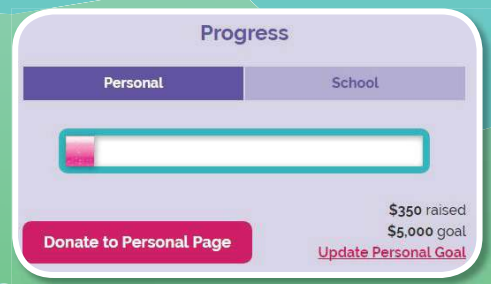 Progress
Personal
School
$350 raised
$5,000 goal
Donate to Personal Page
Update Personal Goal